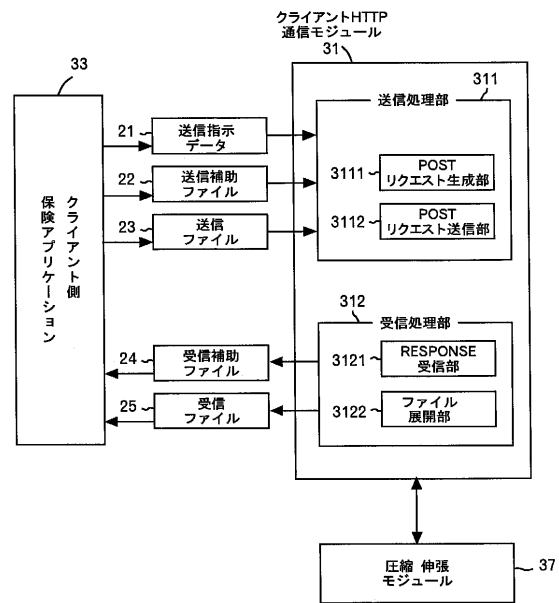 クライアントHTTP
通信モジュール
31
33
クライアント側
保険アプリケーション
311
送信処理部
21
送信指示
データ
22
送信補助
ファイル
23
送信
ファイル
3111
POST
リクエスト生成部
3112
POST
リクエスト送信部
312
受信処理部
24
受信補助
ファイル
25
受信
ファイル
3121
RESPONSE
受信部
3122
ファイル
展開部
圧縮 伸張
モジュール
37